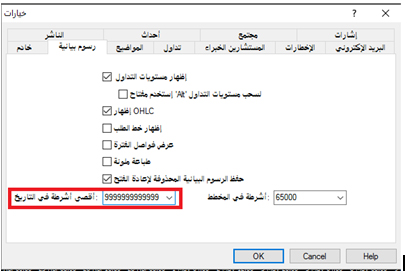 خيارات
? ×
إشارات مجتمع أحداث الناشر
البريد الإكتروني الإخطارات المستشارين الخبراء تداول المواضيع رسوم بيانية خادم
إظهار مستويات التداول
إستخدم مفتاح 'Alt' لسحب مستويات التداول
إظهار OHLC
إظهار خط الطلب
عرض فواصل الفترة
طباعة ملونة
حفظ الرسوم البيانية المحذوفة لإعادة الفتح
أقصى أشرطة في التاريخ: 9999999999999 أشرطة في المخطط: 65000
OK Cancel Help